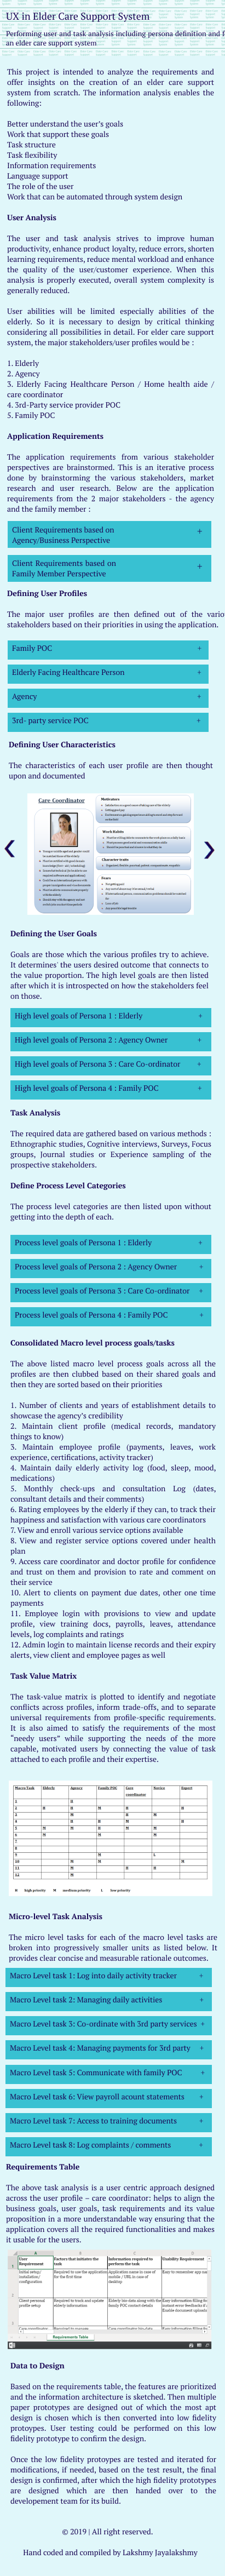 UX in Elder Care Support System
Performing user and task analysis including persona definition and f
an elder care support system
This project is intended to analyze the requirements and
offer insights on the creation of an elder care support
system from scratch. The information analysis enables the
following:
Better understand the user's goals
Work that support these goals
Task structure
Task flexibility
Information requirements
Language support
The role of the user
Work that can be automated through system design
User Analysis
The user and task analysis strives to improve human
productivity, enhance product loyalty, reduce errors, shorten
learning requirements, reduce mental workload and enhance
the quality of the user/customer experience. When this
analysis is properly executed, overall system complexity is
generally reduced.
User abilities will be limited especially abilities of the
elderly. So it is necessary to design by critical thinking
considering all possibilities in detail. For elder care support
system, the major stakeholders/user profiles would be :
1. Elderly
2. Agency
3. Elderly Facing Healthcare Person / Home health aide /
care coordinator
4. 3rd-Party service provider POC
5. Family POC
Application Requirements
The application requirements from various stakeholder
perspectives are brainstormed. This is an iterative process
done by brainstorming the various stakeholders, market
research and user research. Below are the application
requirements from the 2 major stakeholders - the agency
and the family member :
Client Requirements based on
Agency/Business Perspective +
Client Requirements based on
Family Member Perspective +
Defining User Profiles
The major user profiles are then defined out of the vario
stakeholders based on their priorities in using the application.
Family POC +
Elderly Facing Healthcare Person +
Agency +
3rd- party service POC +
Defining User Characteristics
The characteristics of each user profile are then thought
upon and documented
Care Coordinator
Motivators
Work Habits
Character traits
Fears
Defining the User Goals
Goals are those which the various profiles try to achieve.
It determines' the users desired outcome that connects to
the value proportion. The high level goals are then listed
after which it is introspected on how the stakeholders feel
on those.
High level goals of Persona 1 : Elderly +
High level goals of Persona 2 : Agency Owner +
High level goals of Persona 3 : Care Co-ordinator +
High level goals of Persona 4 : Family POC +
Task Analysis
The required data are gathered based on various methods :
Ethnographic studies, Cognitive interviews, Surveys, Focus
groups, Journal studies or Experience sampling of the
prospective stakeholders.
Define Process Level Categories
The process level categories are then listed upon without
getting into the depth of each.
Process level goals of Persona 1 : Elderly +
Process level goals of Persona 2 : Agency Owner +
Process level goals of Persona 3 : Care Co-ordinator +
Process level goals of Persona 4 : Family POC +
Consolidated Macro level process goals/tasks
The above listed macro level process goals across all the
profiles are then clubbed based on their shared goals and
then they are sorted based on their priorities
1. Number of clients and years of establishment details to
showcase the agency's credibility
2. Maintain client profile (medical records, mandatory
things to know)
3. Maintain employee profile (payments, leaves, work
experience, certifications, activity tracker)
4. Maintain daily elderly activity log (food, sleep, mood,
medications)
5. Monthly check-ups and consultation Log (dates,
consultant details and their comments)
6. Rating employees by the elderly if they can, to track their
happiness and satisfaction with various care coordinators
7. View and enroll various service options available
8. View and register service options covered under health
plan
9. Access care coordinator and doctor profile for confidence
and trust on them and provision to rate and comment on
their service
10. Alert to clients on payment due dates, other one time
payments
11. Employee login with provisions to view and update
profile, view training docs, payrolls, leaves, attendance
levels, log complaints and ratings
12. Admin login to maintain license records and their expiry
alerts, view client and employee pages as well
Task Value Matrix
The task-value matrix is plotted to identify and negotiate
conflicts across profiles, inform trade-offs, and to separate
universal requirements from profile-specific requirements.
It is also aimed to satisfy the requirements of the most
"needy users" while supporting the needs of the more
capable, motivated users by connecting the value of task
attached to each profile and their expertise.
Macro Task Elderly Agency Family POC Care coordinator Novice Expert
H high priority M medium priority L low priority
Micro-level Task Analysis
The micro level tasks for each of the macro level tasks are
broken into progressively smaller units as listed below. It
provides clear concise and measurable rationale outcomes.
Macro Level task 1: Log into daily activity tracker +
Macro Level task 2: Managing daily activities +
Macro Level task 3: Co-ordinate with 3rd party services +
Macro Level task 4: Managing payments for 3rd party +
Macro Level task 5: Communicate with family POC +
Macro Level task 6: View payroll acount statements +
Macro Level task 7: Access to training documents +
Macro Level task 8: Log complaints / comments +
Requirements Table
The above task analysis is a user centric approach designed
across the user profile – care coordinator: helps to align the
business goals, user goals, task requirements and its value
proposition in a more understandable way ensuring that the
application covers all the required functionalities and makes
it usable for the users.
User Requirement
Factors that initiates the task
Information required to perform the task
Usability Requirement
Requirements Table
Data to Design
Based on the requirements table, the features are prioritized
and the information architecture is sketched. Then multiple
paper prototypes are designed out of which the most apt
design is chosen which is then converted into low fidelity
prototypes. User testing could be performed on this low
fidelity prototype to confirm the design.
Once the low fidelity protoypes are tested and iterated for
modifications, if needed, based on the test result, the final
design is confirmed, after which the high fidelity prototypes
are designed which are then handed over to the
developement team for its build.
© 2019 | All right reserved.
Hand coded and compiled by Lakshmy Jayalakshmy